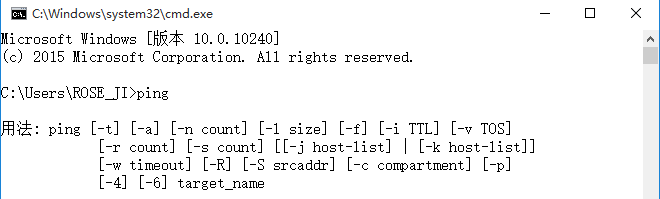 C:\Windows\system32\cmd.exe
Microsoft Windows [版本 10.0.10240]
(c) 2015 Microsoft Corporation. All rights reserved.
C:\Users\ROSE_JI>ping
用法: ping [-t] [-a] [-n count] [-l size] [-f] [-i TTL] [-v TOS]
[-r count] [-s count] [[-j host-list] | [-k host-list]]
[-w timeout] [-R] [-S srcaddr] [-c compartment] [-p]
[-4] [-6] target_name